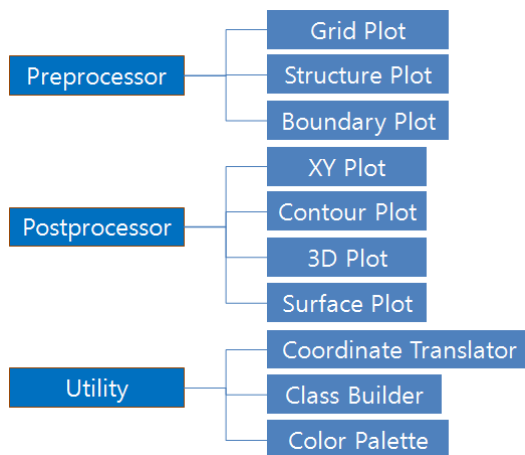 Grid Plot
Preprocessor
Structure Plot
Boundary Plot
XY Plot
Contour Plot
Postprocessor
3D Plot
Surface Plot
Coordinate Translator
Utility
Class Builder
Color Palette